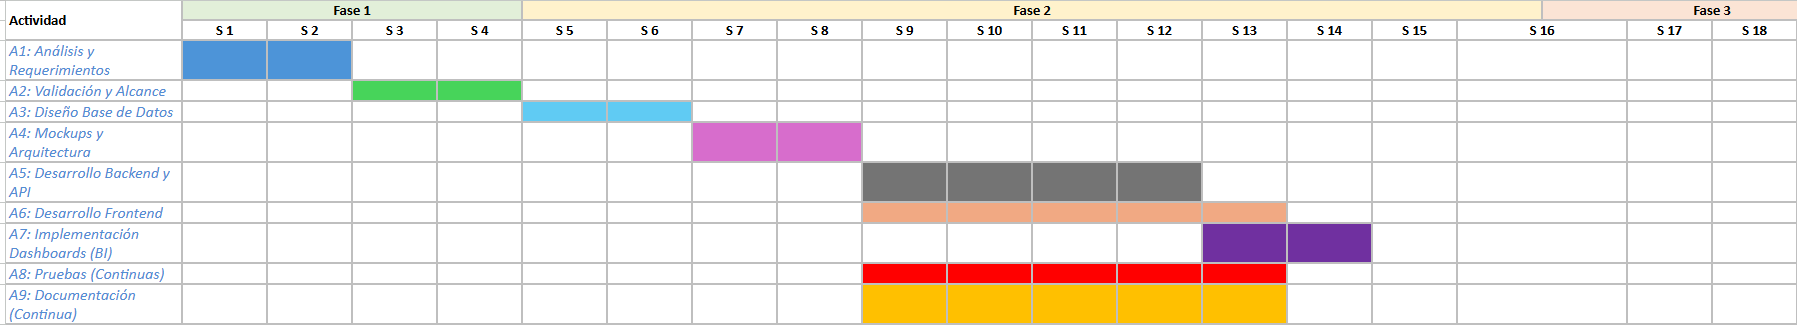 Actividad
Fase 1
Fase 2
Fase 3
S 1
S 2
S 3
S 4
S 5
S 6
S 7
S 8
S 9
S 10
S 11
S 12
S 13
S 14
S 15
S 16
S 17
S 18
A1: Análisis y
Requerimientos
A2: Validación y Alcance
A3: Diseño Base de Datos
A4: Mockups y
Arquitectura
A5: Desarrollo Backend y
API
A6: Desarrollo Frontend
A7: Implementación
Dashboards (BI)
A8: Pruebas (Continuas)
A9: Documentación
(Continua)